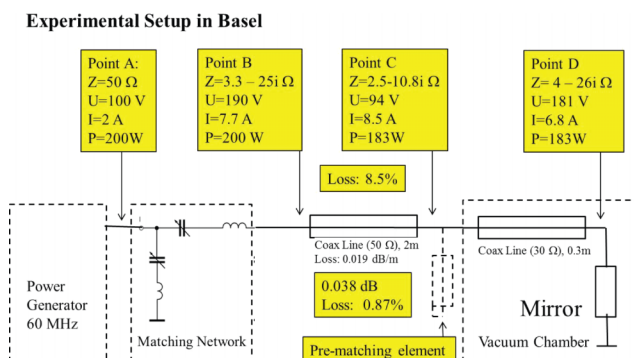 Experimental Setup in Basel
Point A:
Z=50 Ω
U=100 V
I=2 A
P=200W
Point B
Z=3.3 – 25i Ω
U=190 V
I=7.7 A
P=200 W
Point C
Z=2.5-10.8i Ω
U=94 V
I=8.5 A
P=183W
Point D
Z= 4 – 26i Ω
U=181 V
I=6.8 A
P=183W
Loss: 8.5%
Coax Line (50 Ω), 2m
Loss: 0.019 dB/m
Coax Line (30 Ω), 0.3m
0.038 dB
Loss: 0.87%
Power
Generator
60 MHz
Matching Network
Pre-matching element
Mirror
Vacuum Chamber